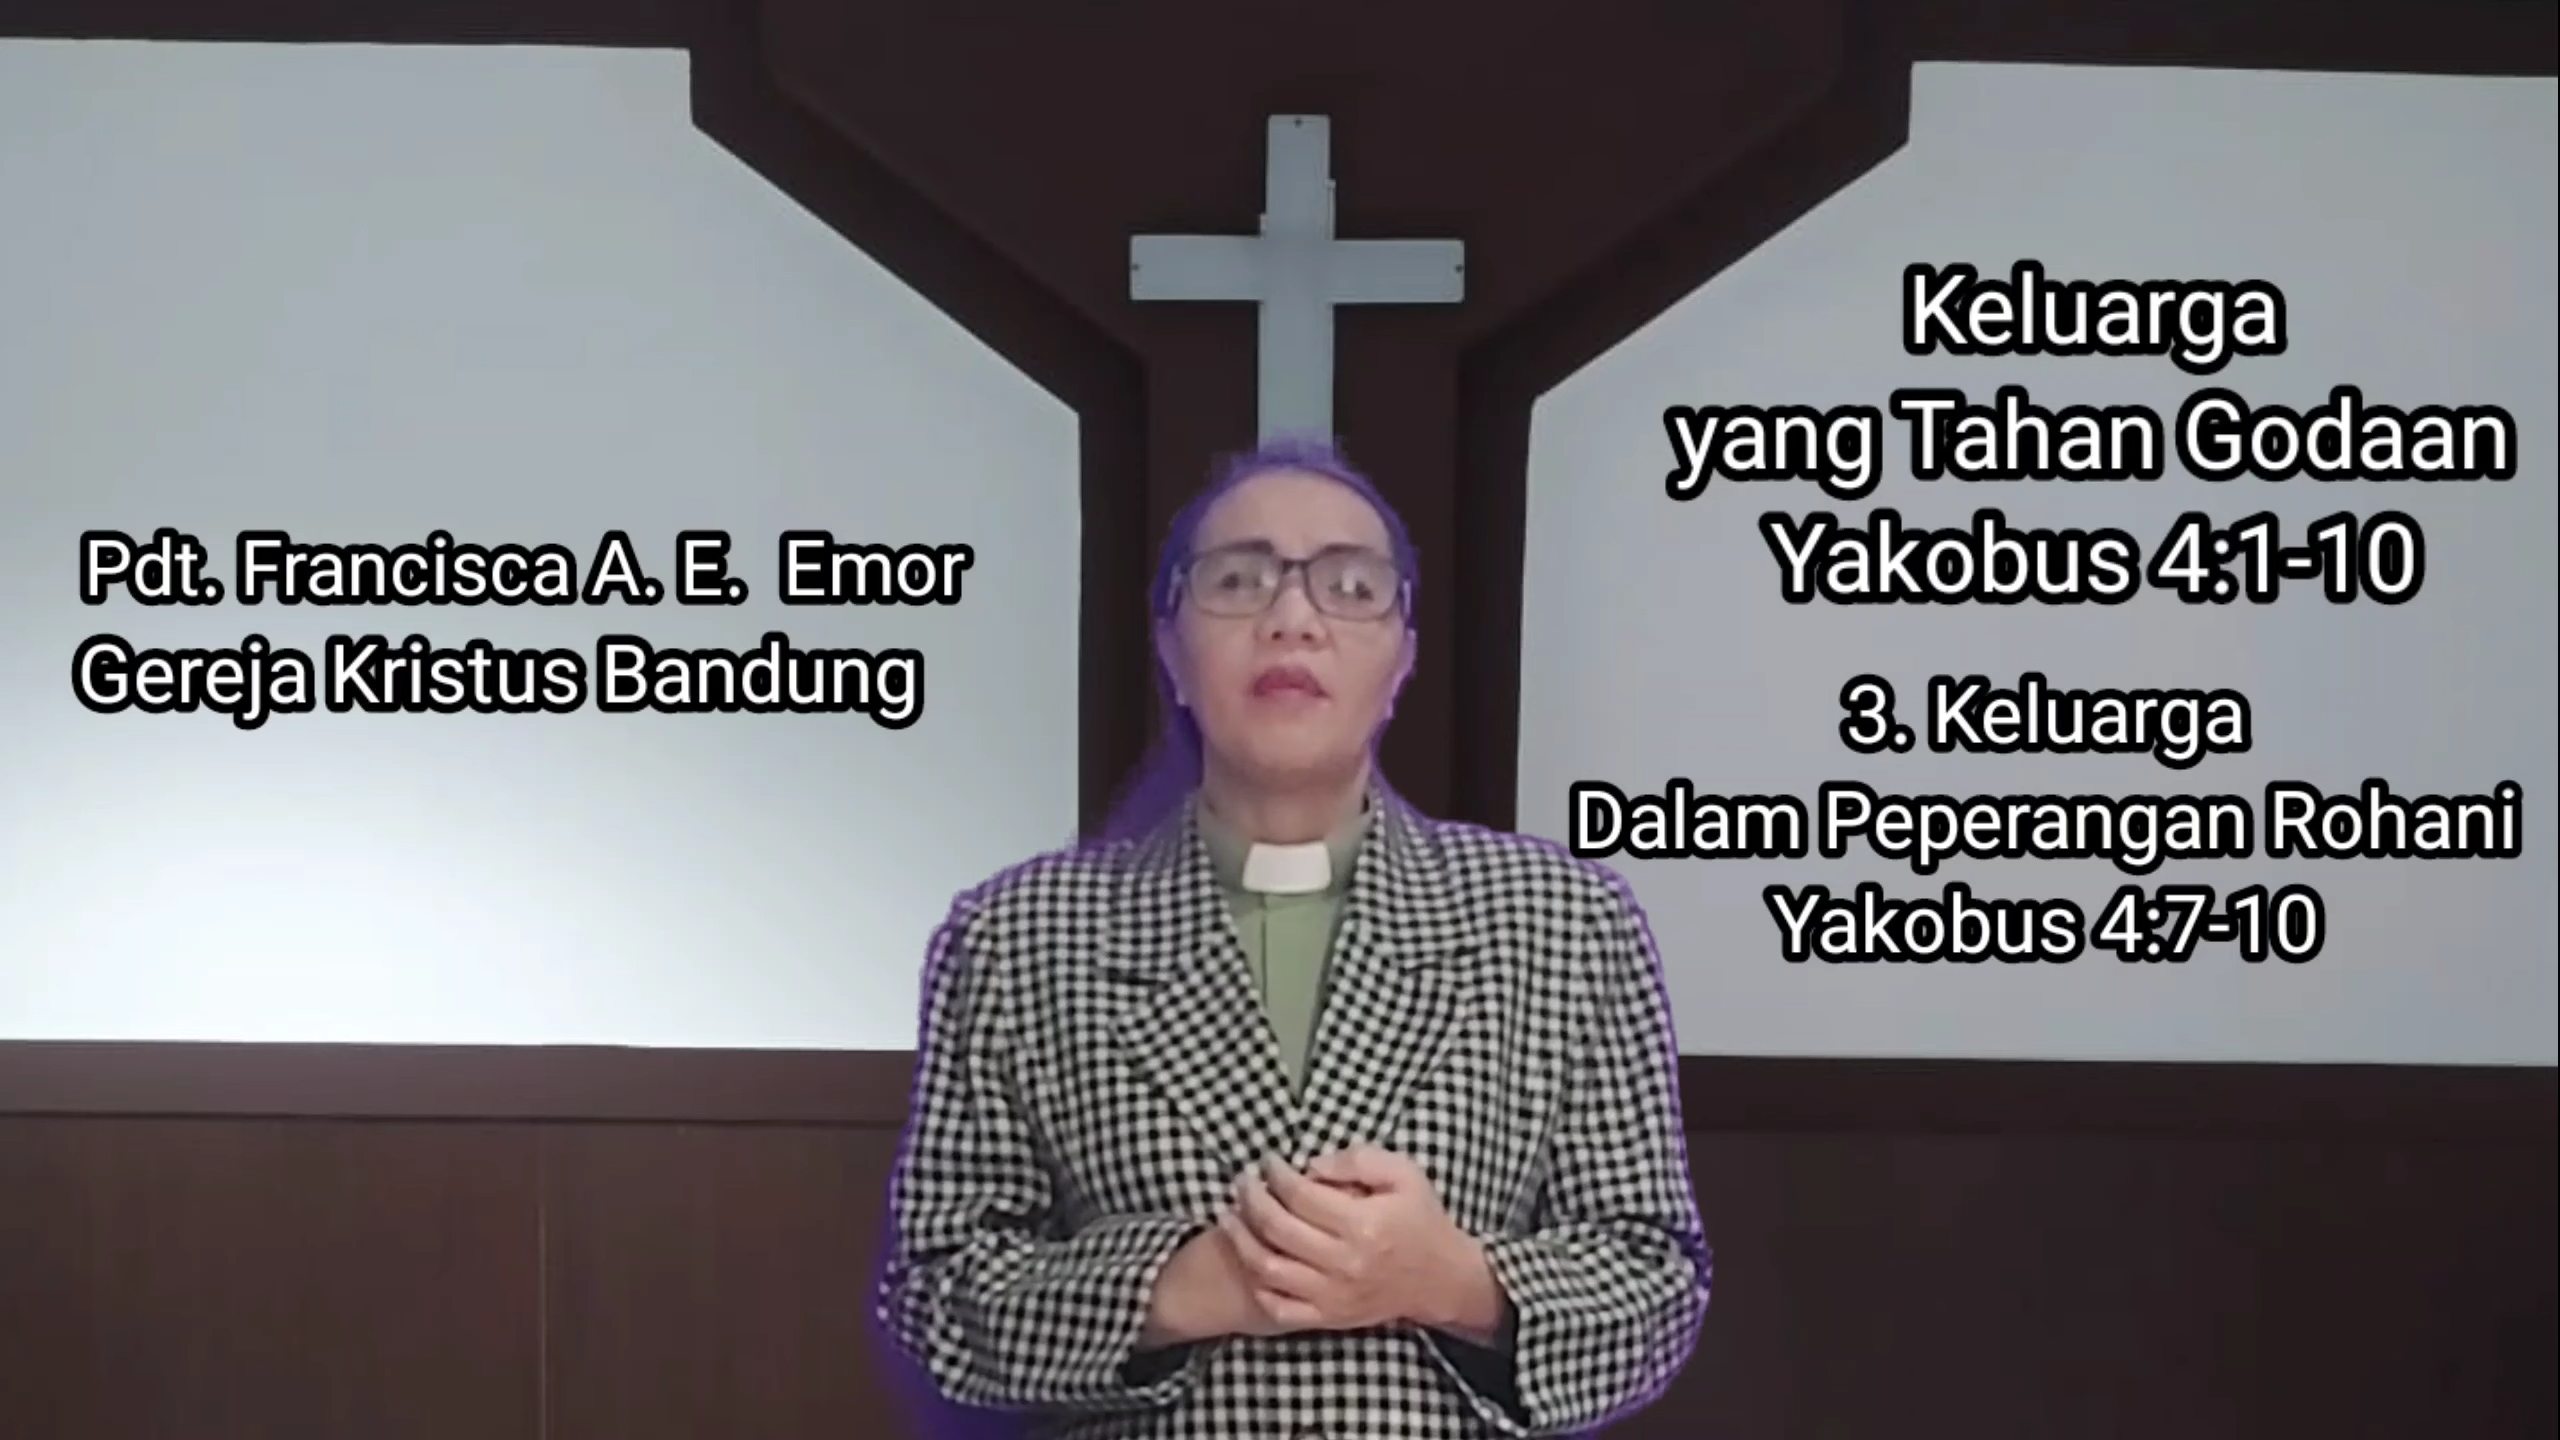 Pdt. Francisca A. E. Emor
Gereja Kristus Bandung
Keluarga
yang Tahan Godaan
Yakobus 4:1-10
3. Keluarga
Dalam Peperangan Rohani
Yakobus 4:7-10